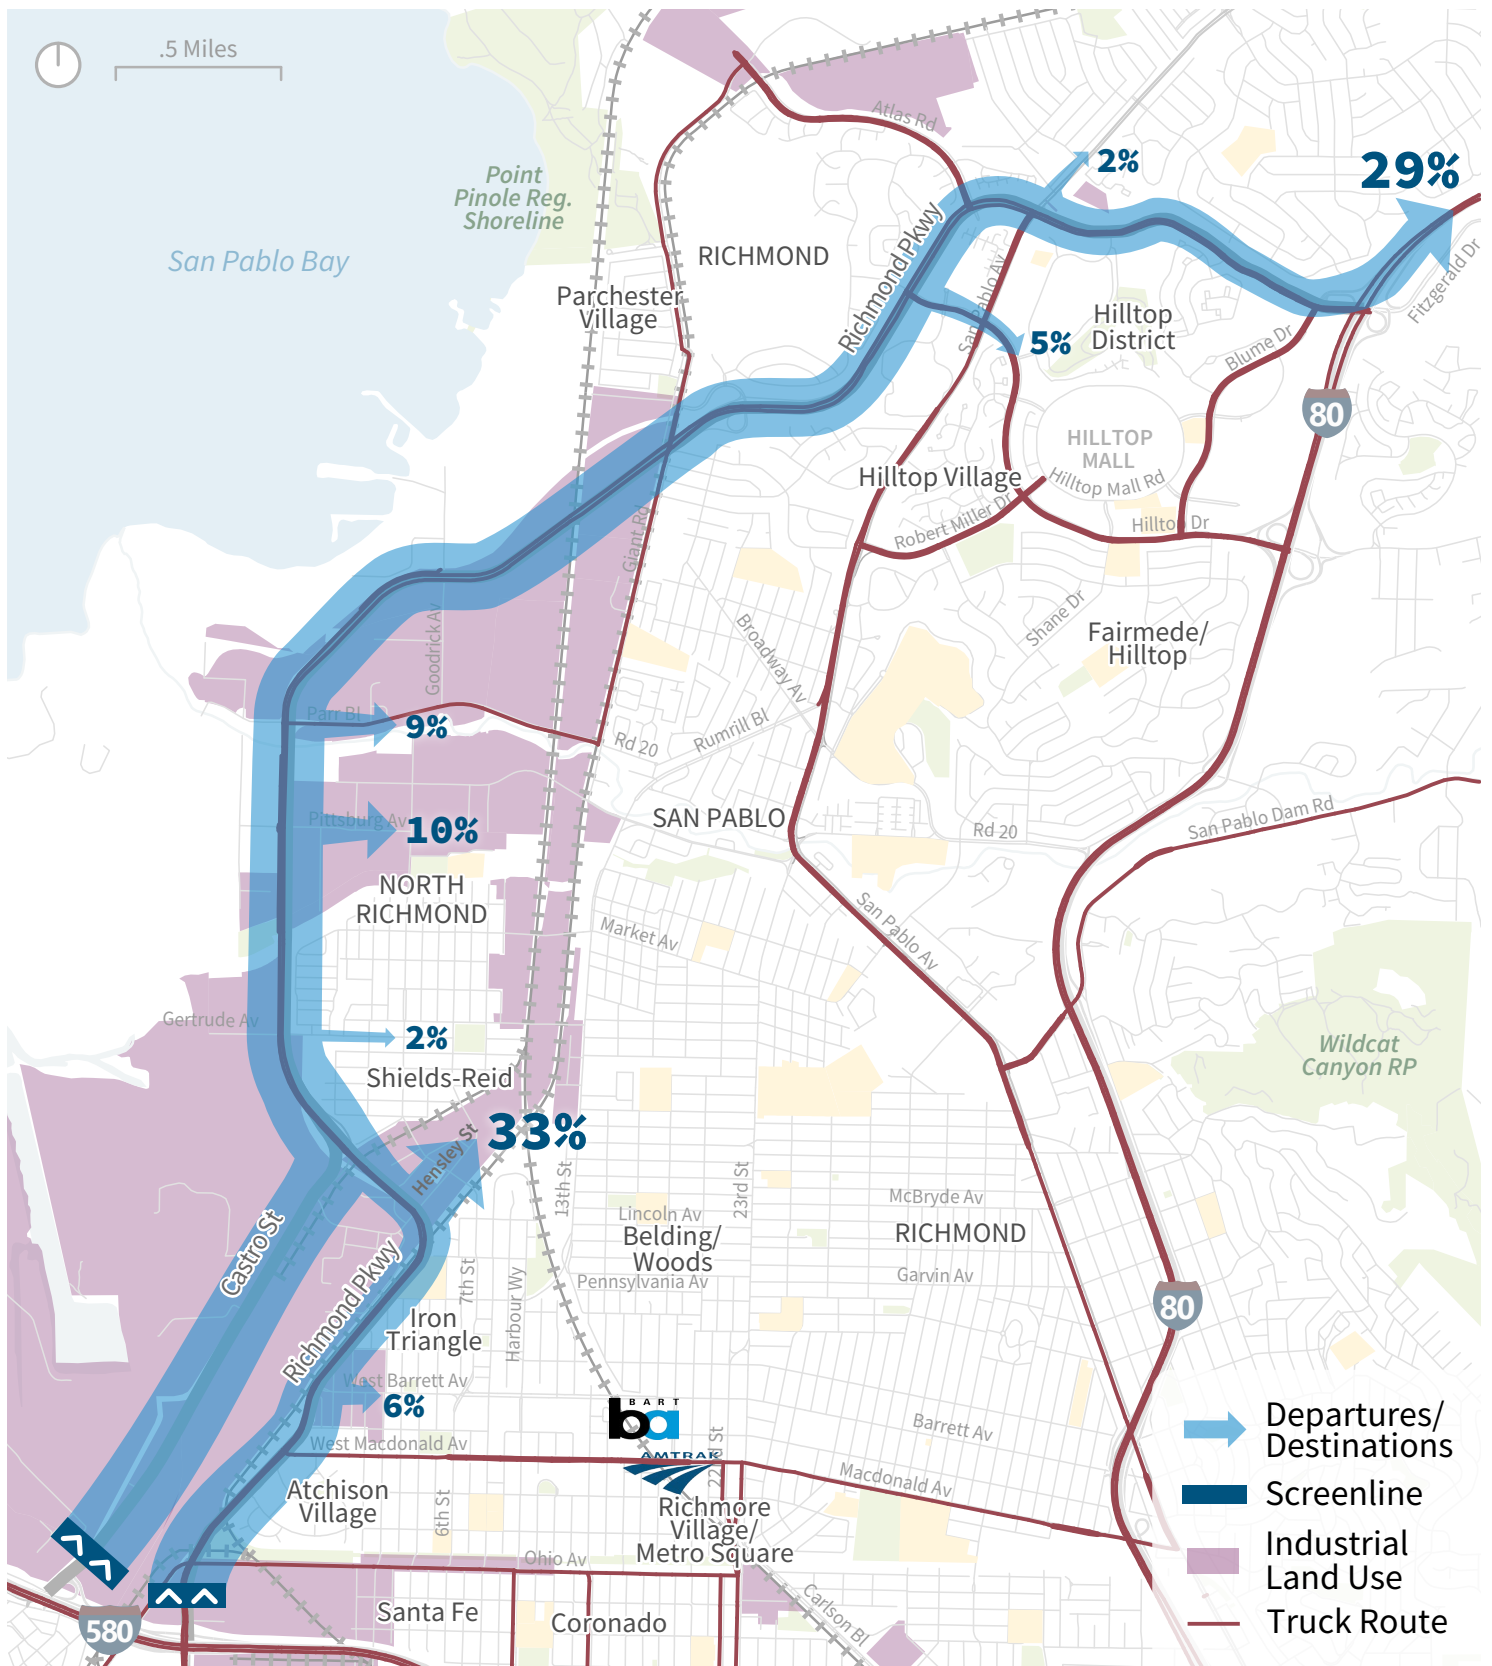 .5 Miles
Atlas Rd
2%
29%
Point
Pinole Reg.
Shoreline
San Pablo Bay
RICHMOND
Richmond Pkwy
San Pablo Av
Fitzgerald Dr
Parchester
Village
Hilltop
District
5%
Blume Dr
80
HILLTOP
MALL
Hilltop Village
Hilltop Mall Rd
Robert Miller Dr
Hilltop Dr
Giant Rd
Goodrick Av
Broadway Av
Shane Dr
Fairmede/
Hilltop
Parr Bl
9%
Rd 20
Rumrill Bl
Pittsburg Av
10%
SAN PABLO
Rd 20
San Pablo Dam Rd
NORTH
RICHMOND
Market Av
San Pablo Av
Gertrude Av
2%
Shields-Reid
Wildcat
Canyon RP
33%
Hensley St
13th St
23rd St
McBryde Av
Lincoln Av
Belding/
Woods
RICHMOND
Castro St
Richmond Pkwy
7th St
Harbour Wy
Pennsylvania Av
Garvin Av
80
Iron
Triangle
West Barrett Av
6%
BART
ba
AMTRAK
22nd St
Barrett Av
West Macdonald Av
Macdonald Av
Atchison
Village
6th St
Richmore
Village/
Metro Square
Ohio Av
Carlson Bl
Santa Fe
Coronado
580
Departures/
Destinations
Screenline
Industrial
Land Use
Truck Route